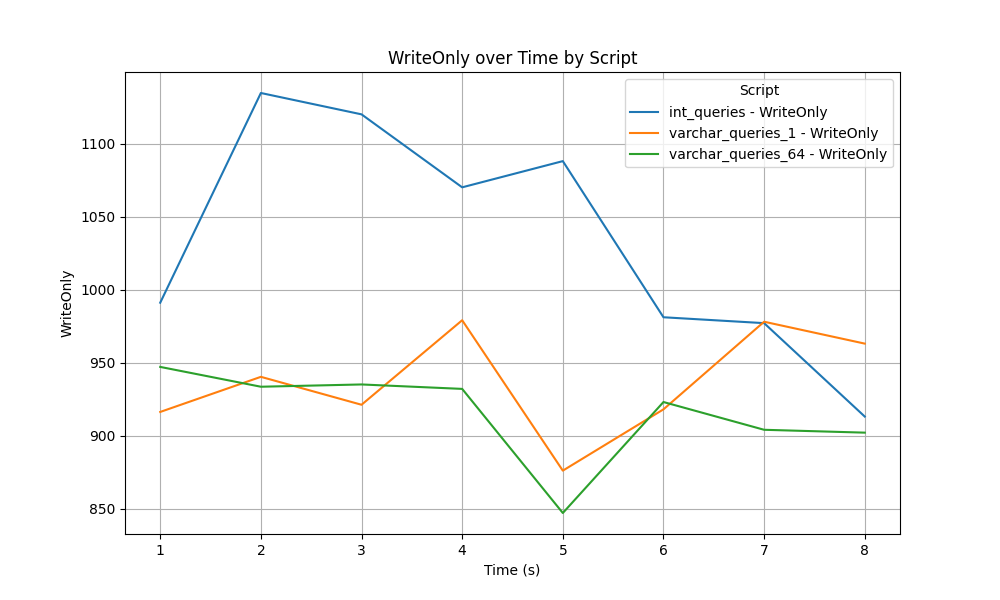 WriteOnly over Time by Script
Script
int_queries - WriteOnly
varchar_queries_1 - WriteOnly
varchar_queries_64 - WriteOnly
WriteOnly
1100
1050
1000
950
900
850
1 2 3 4 5 6 7 8
Time (s)